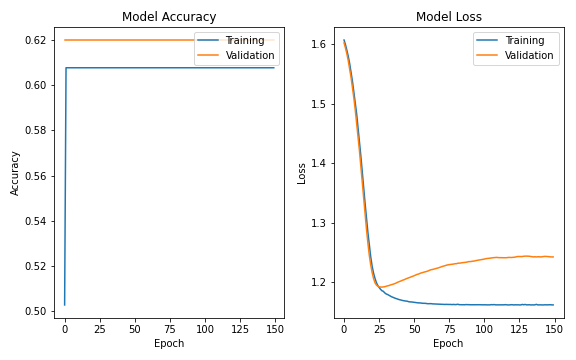 Model Accuracy
0.62
0.60
0.58
0.56
0.54
0.52
0.50
Accuracy
0 25 50 75 100 125 150
Epoch
Training
Validation
Model Loss
1.6
1.5
1.4
1.3
1.2
Loss
0 25 50 75 100 125 150
Epoch
Training
Validation